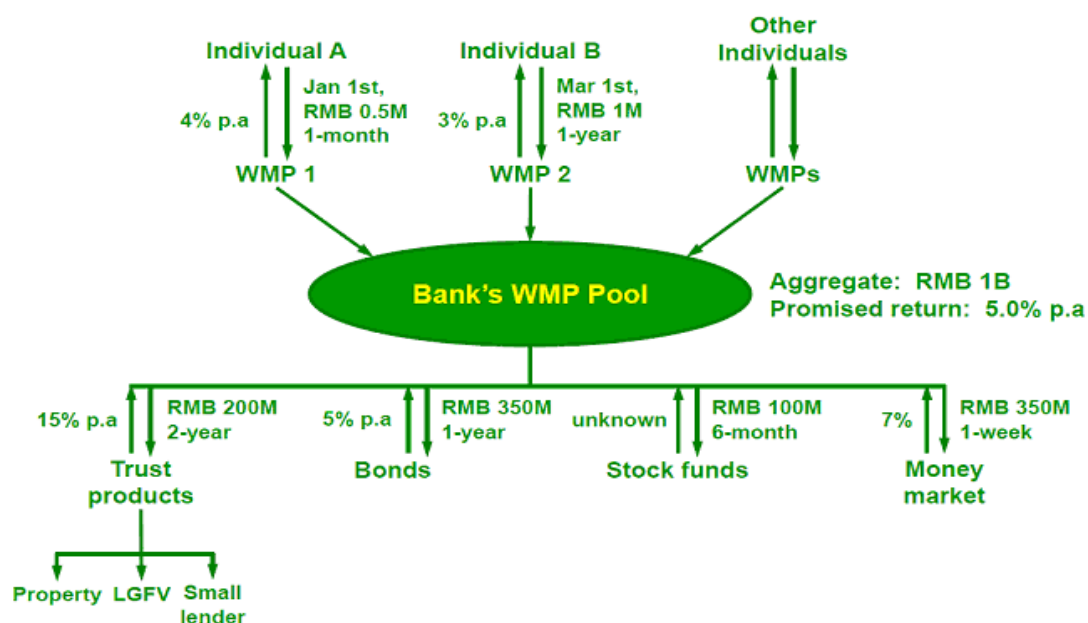 Individual A
Individual B
Other
Individuals
4% p.a
Jan 1st,
RMB 0.5M
1-month
3% p.a
Mar 1st,
RMB 1M
1-year
WMP 1
WMP 2
WMPs
Bank's WMP Pool
Aggregate: RMB 1B
Promised return: 5.0% p.a
15% p.a
RMB 200M
2-year
5% p.a
RMB 350M
1-year
unknown
RMB 100M
6-month
7%
RMB 350M
1-week
Trust
products
Bonds
Stock funds
Money
market
Property
LGFV
Small
lender